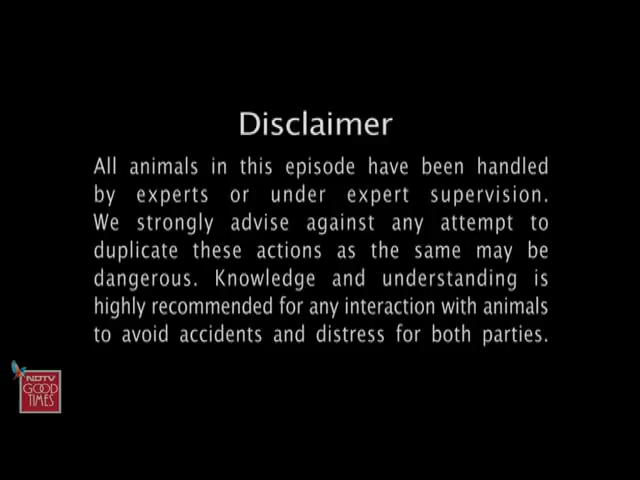 Disclaimer
All animals in this episode have been handled
by experts or under expert supervision.
We strongly advise against any attempt to
duplicate these actions as the same may be
dangerous. Knowledge and understanding is
highly recommended for any interaction with animals
to avoid accidents and distress for both parties.
NDTV
GOOD
TIMES